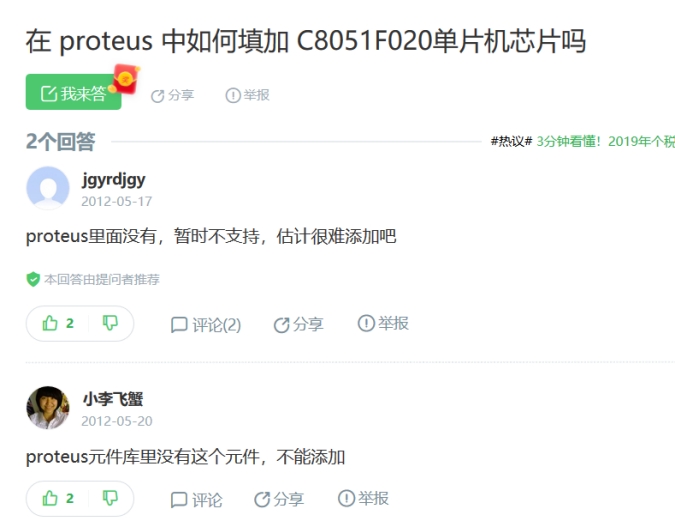 在 proteus 中如何填加 C8051F020单片机芯片吗
我来答
分享
举报
2个回答
#热议# 3分钟看懂！2019年个税
jgyrdjgy
2012-05-17
proteus里面没有，暂时不支持，估计很难添加吧
本回答由提问者推荐
2
评论(2)
分享
举报
小李飞蟹
2012-05-20
proteus元件库里没有这个元件，不能添加
2
评论
分享
举报